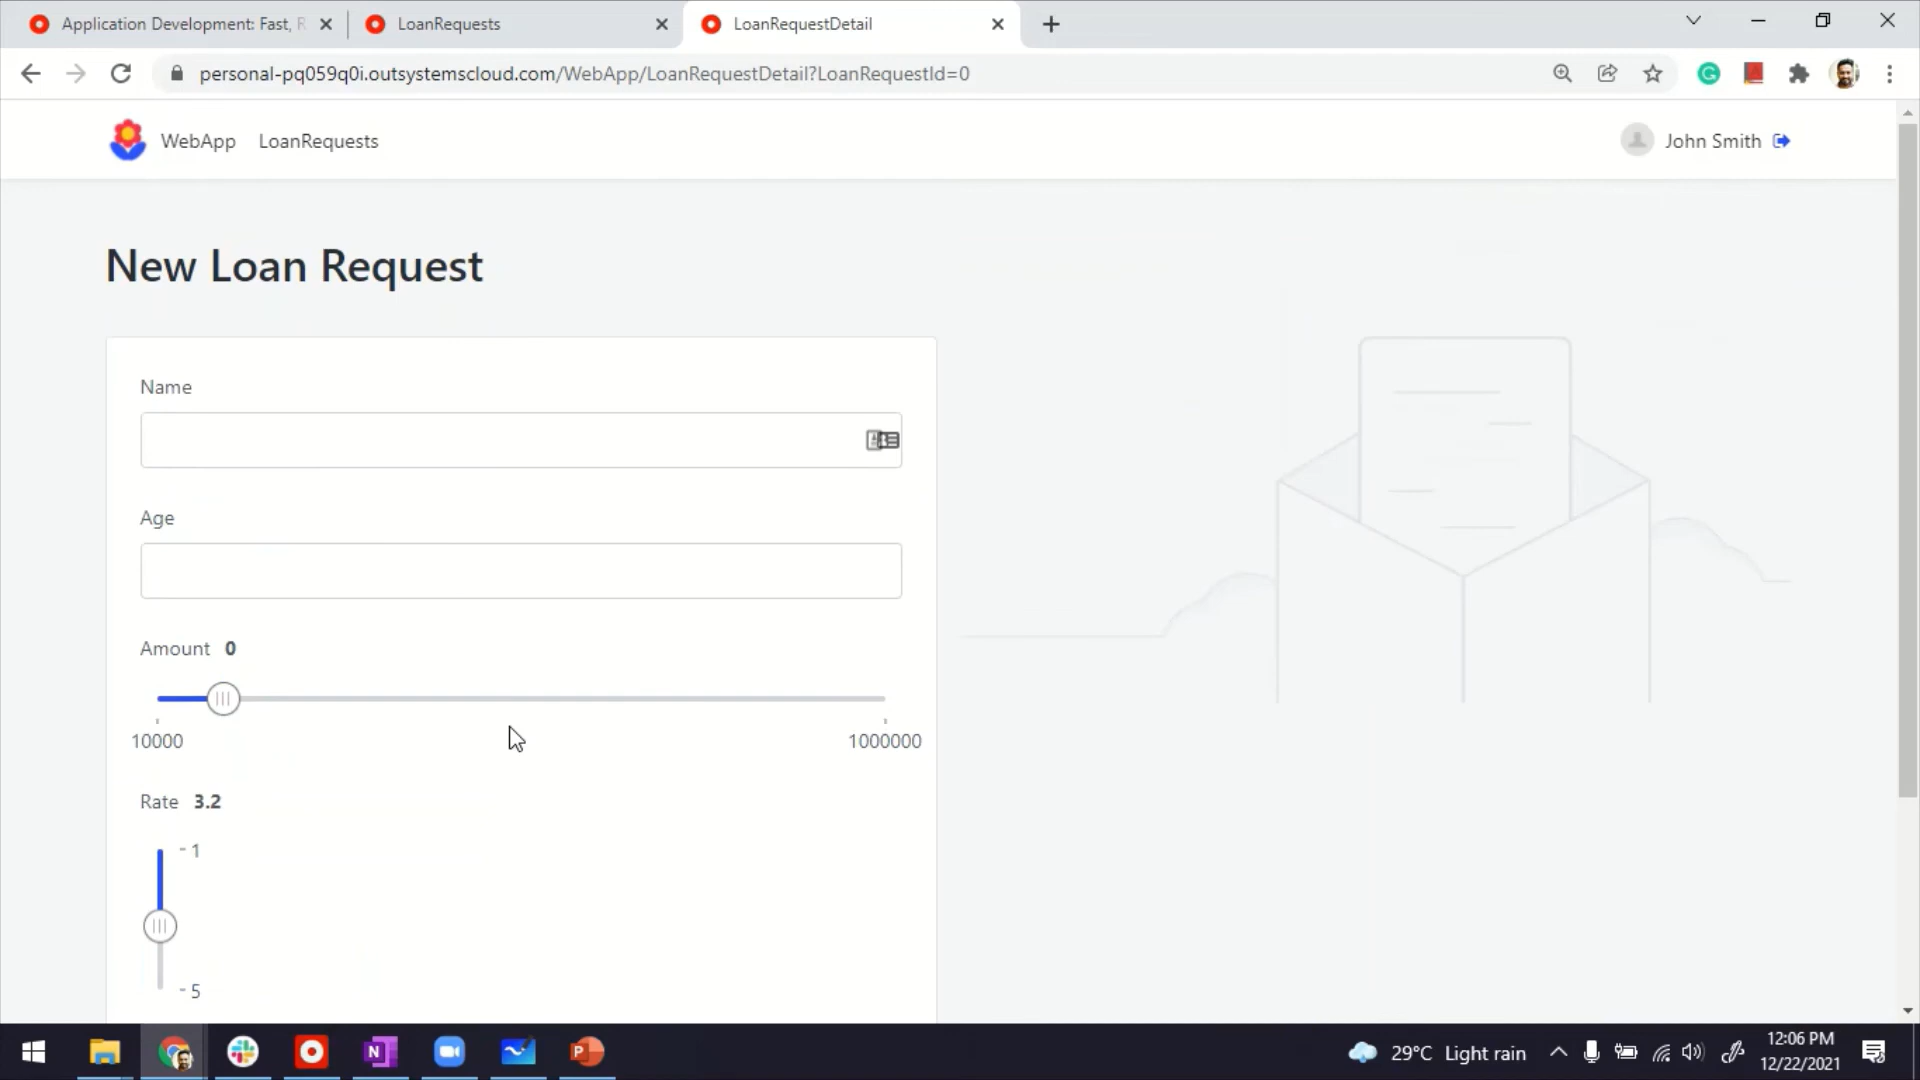 Application Development: Fast, R
LoanRequests
LoanRequestDetail
personal-pq059q0i.outsystemscloud.com/WebApp/LoanRequestDetail?LoanRequestId=0
WebApp LoanRequests
John Smith
New Loan Request
Name
Age
Amount 0
10000 1000000
Rate 3.2
- 1
- 5
29°C Light rain
12:06 PM
12/22/2021